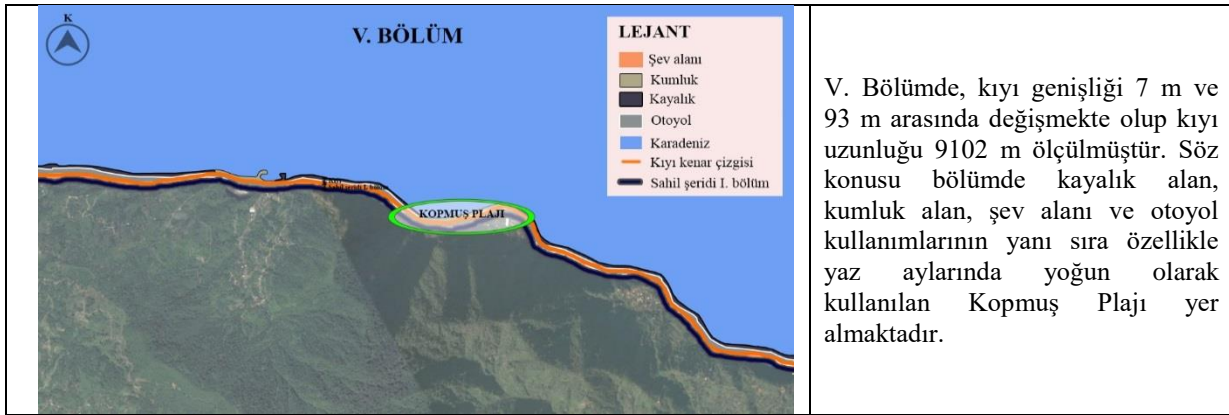 K
V. BÖLÜM
LEJANT
Şev alanı
Kumluk
Kayalık
Otoyol
Karadeniz
Kıyı kenar çizgisi
Sahil şeridi I. bölüm
KOPMUŞ PLAJI
V. Bölümde, kıyı genişliği 7 m ve
93 m arasında değişmekte olup kıyı
uzunluğu 9102 m ölçülmüştür. Söz
konusu bölümde kayalık alan,
kumluk alan, şev alanı ve otoyol
kullanımlarının yanı sıra özellikle
yaz aylarında yoğun olarak
kullanılan Kopmuş Plajı yer
almaktadır.